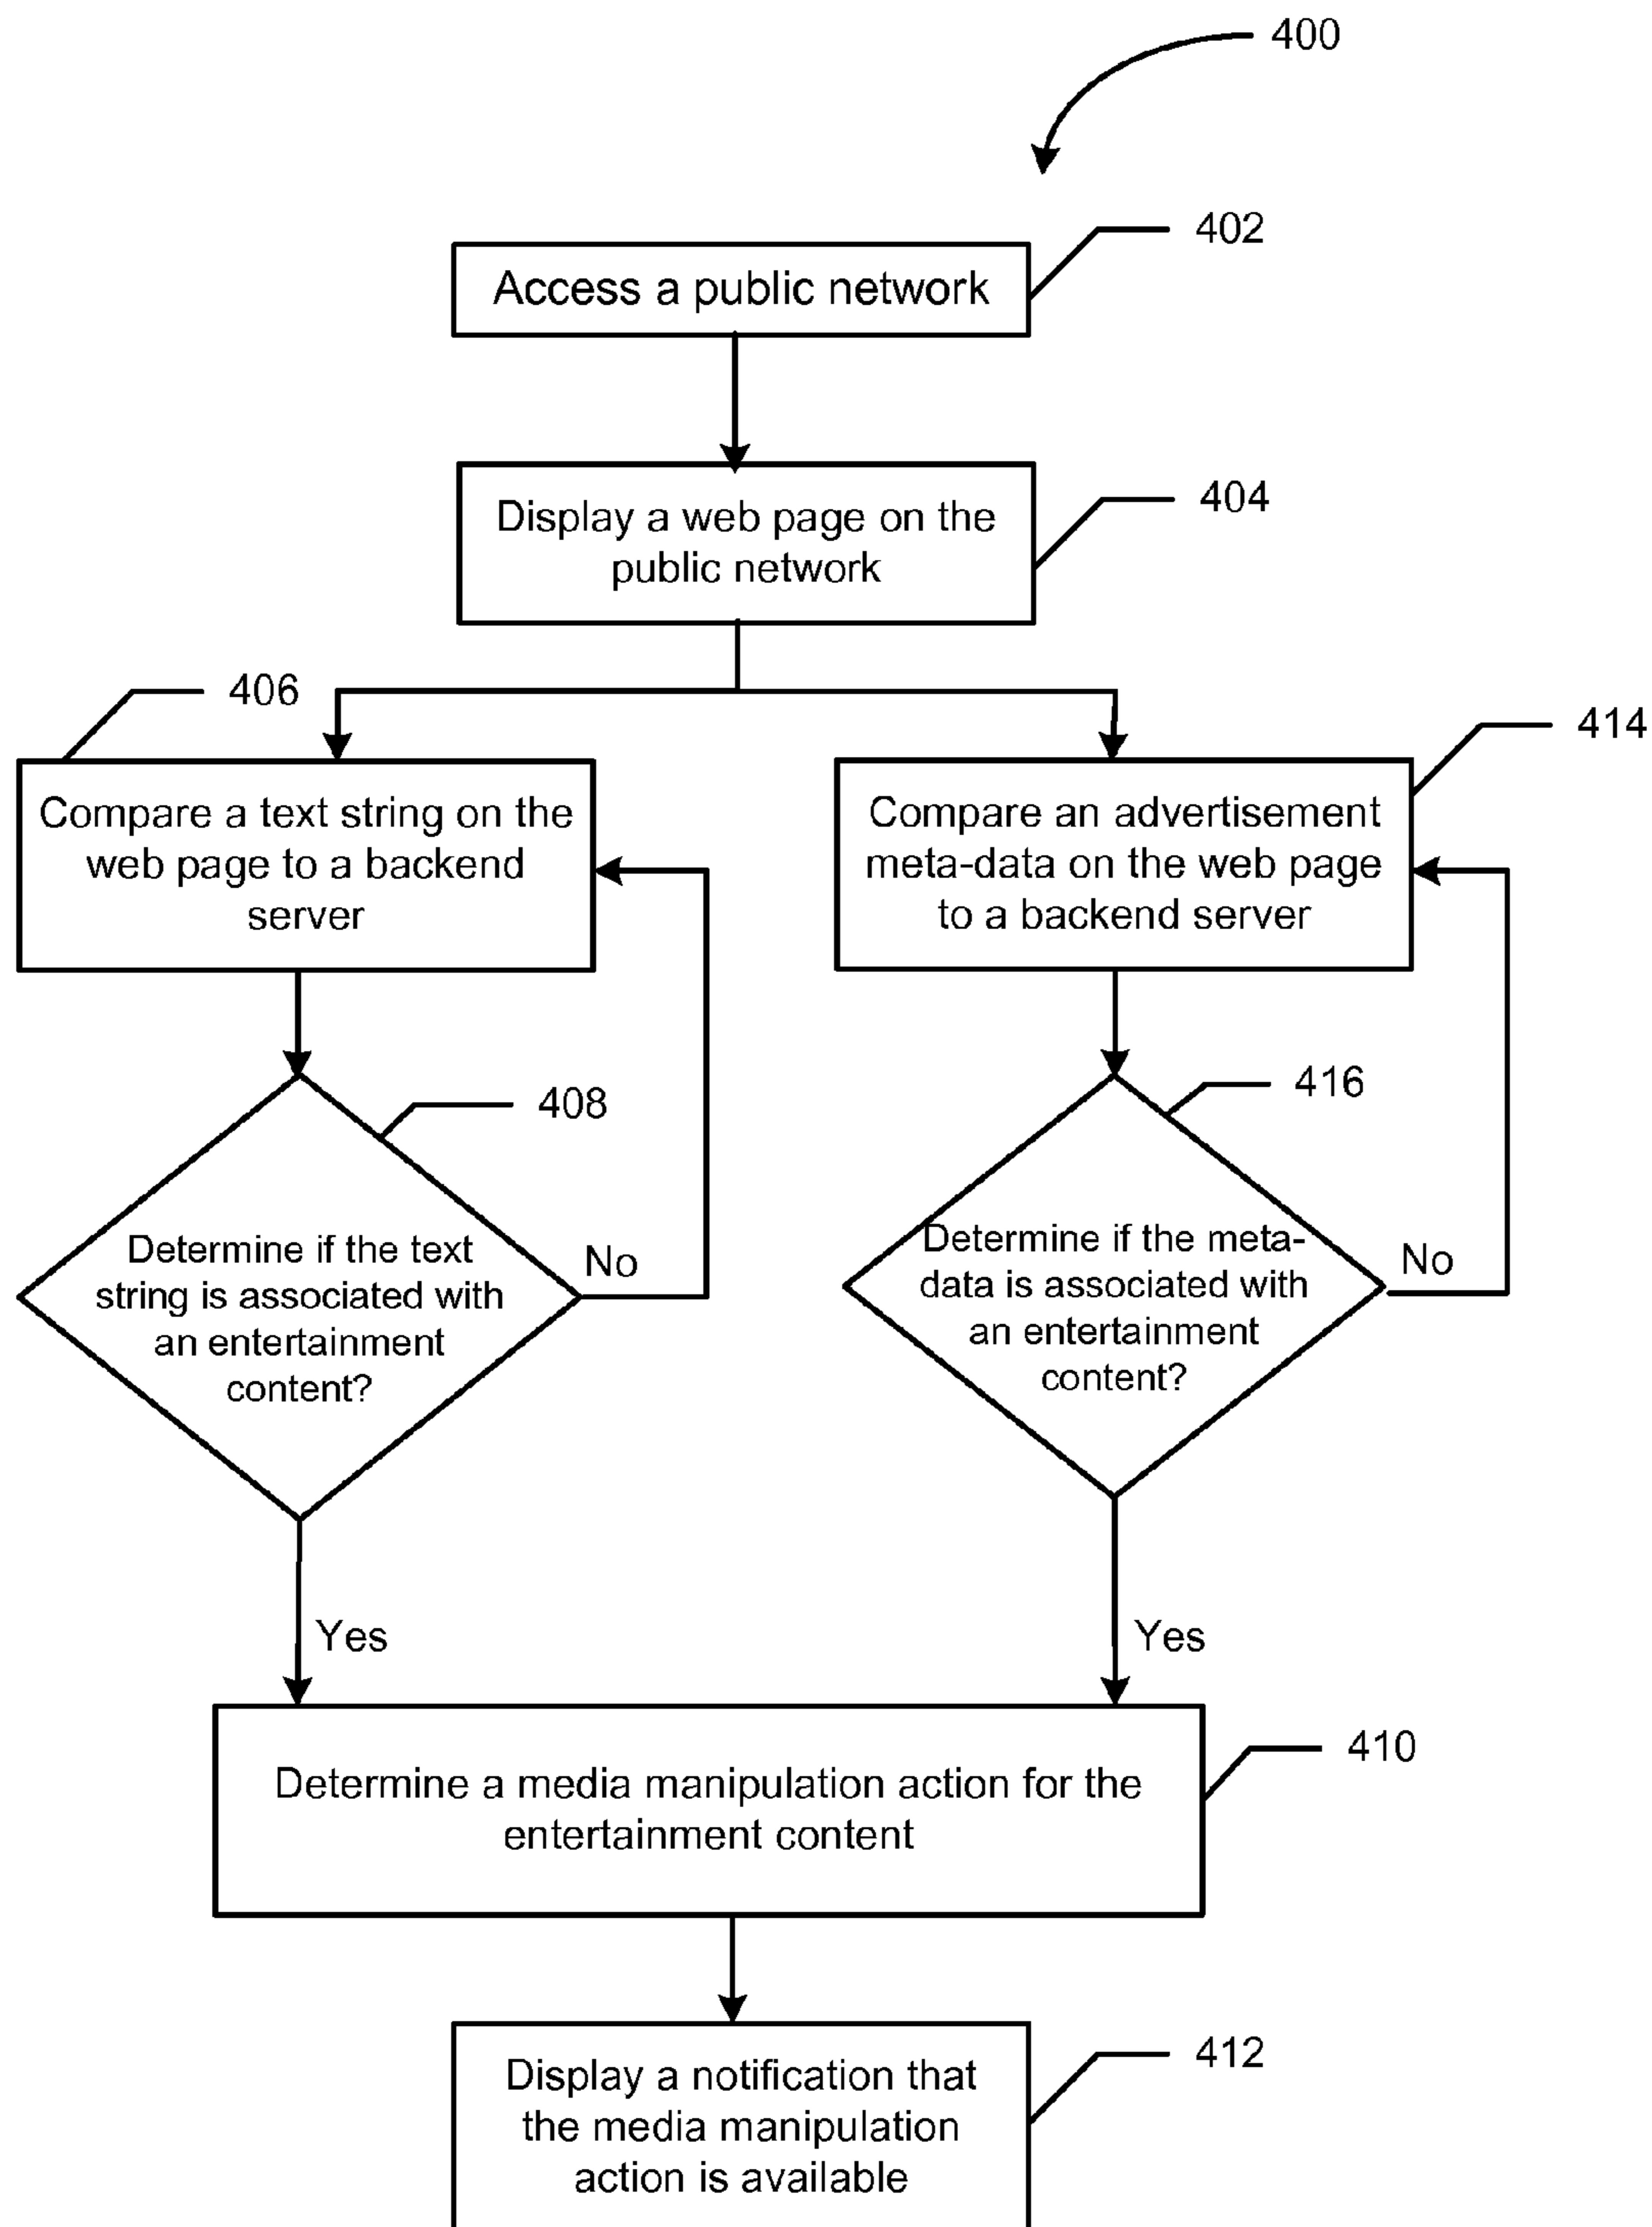 400
402
Access a public network
404
Display a web page on the
public network
406
414
Compare a text string on the
web page to a backend
server
Compare an advertisement
meta-data on the web page
to a backend server
408
416
Determine if the text
string is associated with
an entertainment
content?
No
Determine if the meta-
data is associated with
an entertainment
content?
No
Yes
Yes
410
Determine a media manipulation action for the
entertainment content
412
Display a notification that
the media manipulation
action is available